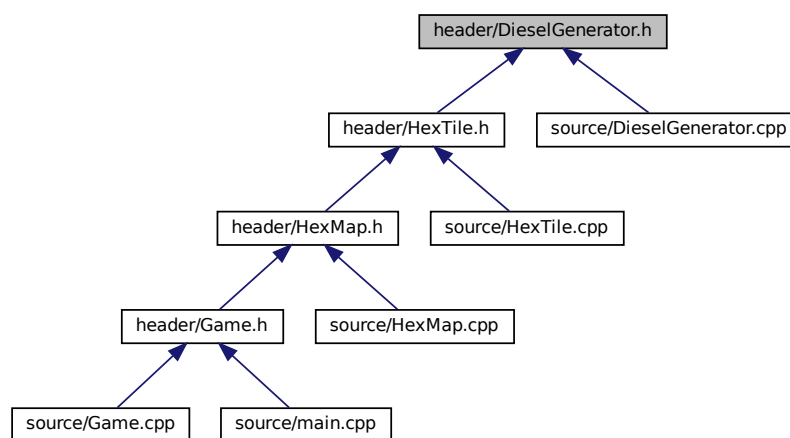 header/DieselGenerator.h
header/HexTile.h
source/DieselGenerator.cpp
header/HexMap.h
source/HexTile.cpp
header/Game.h
source/HexMap.cpp
source/Game.cpp
source/main.cpp